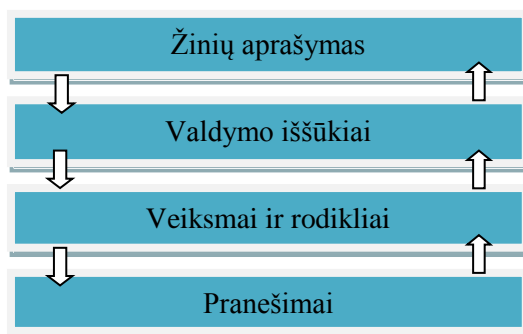 Žinių aprašymas
Valdymo iššūkiai
Veiksmai ir rodikliai
Pranešimai